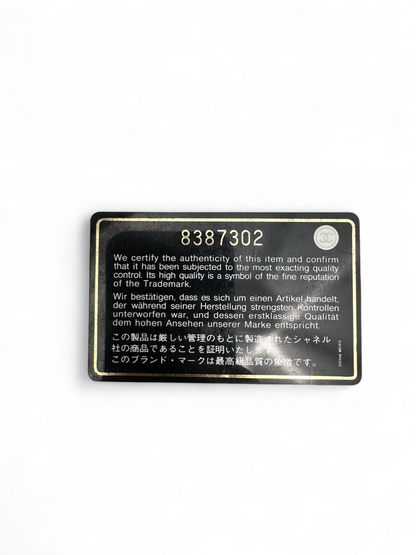 8387302
We certify the authenticity of this item and confirm
that it has been subjected to the most exacting quality
control. Its high quality is a symbol of the fine reputation
of the Trademark.
Wir bestätigen, dass es sich um einen Artikel handelt,
der während seiner Herstellung strengsten Kontrollen
unterworfen war, und dessen erstklassige Qualität
dem hohen Ansehen unserer Marke entspricht.
この製品は厳しい管理のもとに製造されたシャネル
社の商品であることを証明いたします。
このブランド・マークは最高級品質の象徴です。